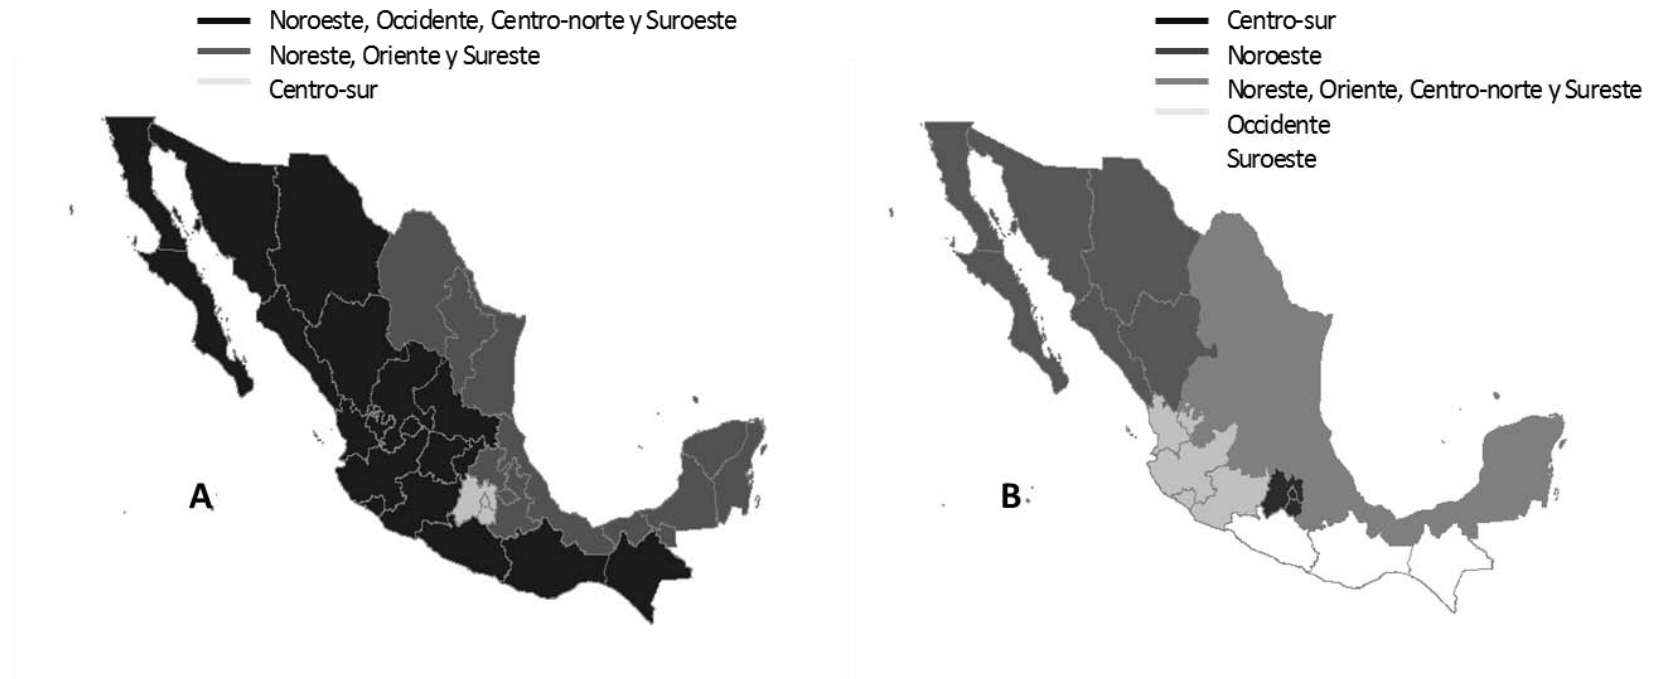 Noroeste, Occidente, Centro-norte y Suroeste
Noreste, Oriente y Sureste
Centro-sur
A
Centro-sur
Noroeste
Noreste, Oriente, Centro-norte y Sureste
Occidente
Suroeste
B